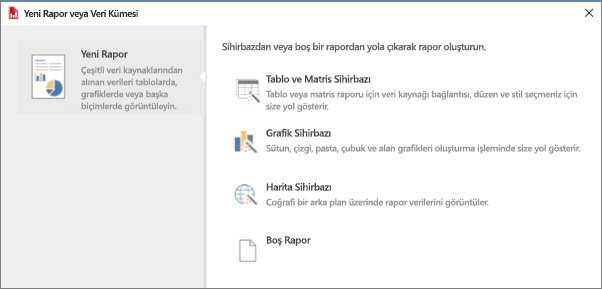 Yeni Rapor veya Veri Kümesi
Yeni Rapor
Çeşitli veri kaynaklarından
alınan verileri tablolarda,
grafiklerde veya başka
biçimlerde görüntüleyin.
Sihirbazdan veya boş bir rapordan yola çıkarak rapor oluşturun.
Tablo ve Matris Sihirbazı
Tablo veya matris raporu için veri kaynağı bağlantısı, düzen ve stil seçmeniz için
size yol gösterir.
Grafik Sihirbazı
Sütun, çizgi, pasta, çubuk ve alan grafikleri oluşturma işleminde size yol gösterir.
Harita Sihirbazı
Coğrafi bir arka plan üzerinde rapor verilerini görüntüler.
Boş Rapor